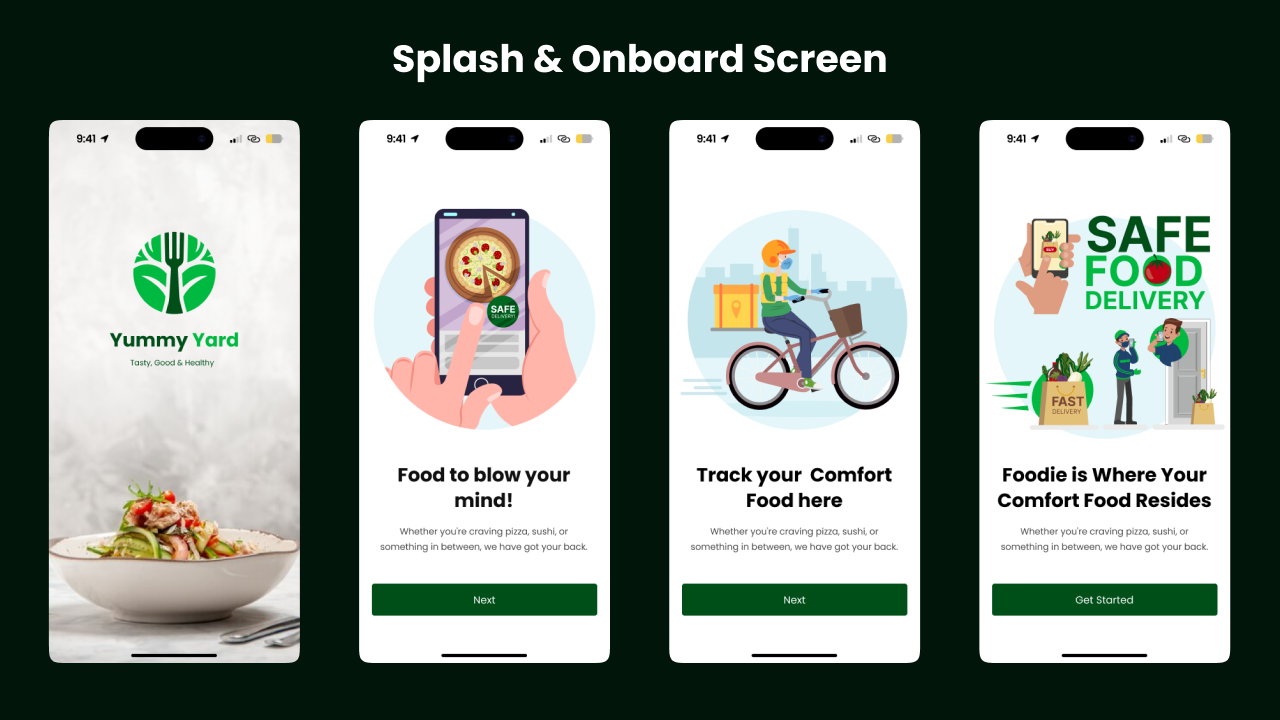 Splash & Onboard Screen
9:41
Yummy Yard
Tasty, Good & Healthy
9:41
SAFE
DELIVERY!
Food to blow your
mind!
Whether you're craving pizza, sushi, or
something in between, we have got your back.
Next
9:41
Track your  Comfort
Food here
Whether you're craving pizza, sushi, or
something in between, we have got your back.
Next
9:41
SAFE
FOOD
DELIVERY
FAST
DELIVERY
Foodie is Where Your
Comfort Food Resides
Whether you're craving pizza, sushi, or
something in between, we have got your back.
Get Started